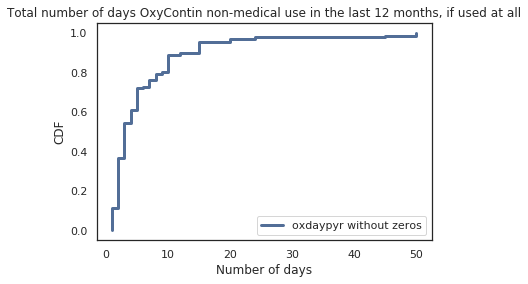 Total number of days OxyContin non-medical use in the last 12 months, if used at all
1.0
0.8
0.6
0.4
0.2
0.0
CDF
oxdaypyr without zeros
0 10 20 30 40 50
Number of days